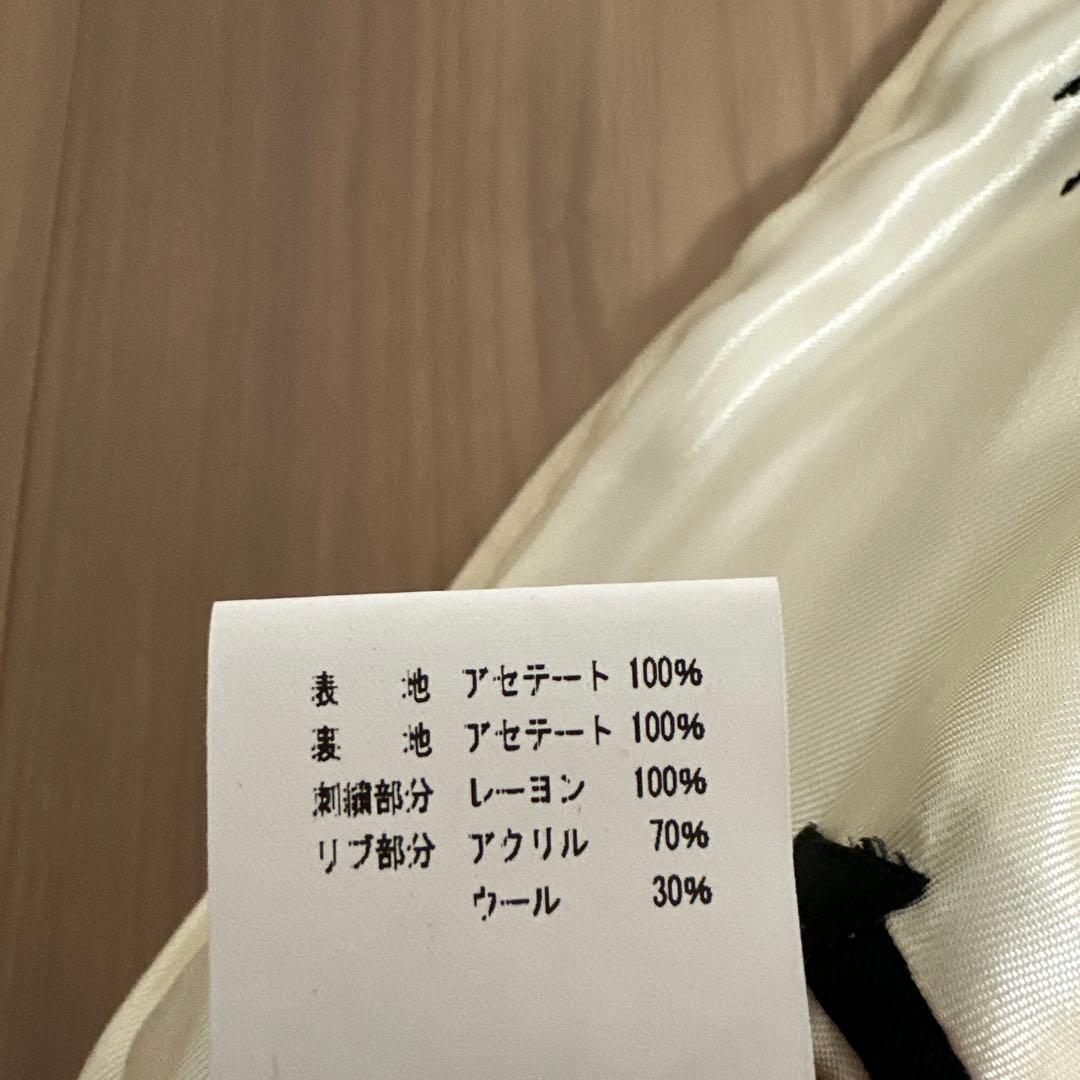 表 地 アセテート 100%
裏 地 アセテート 100%
刺繍部分 レーヨン 100%
リブ部分 アクリル 70%
ウール 30%